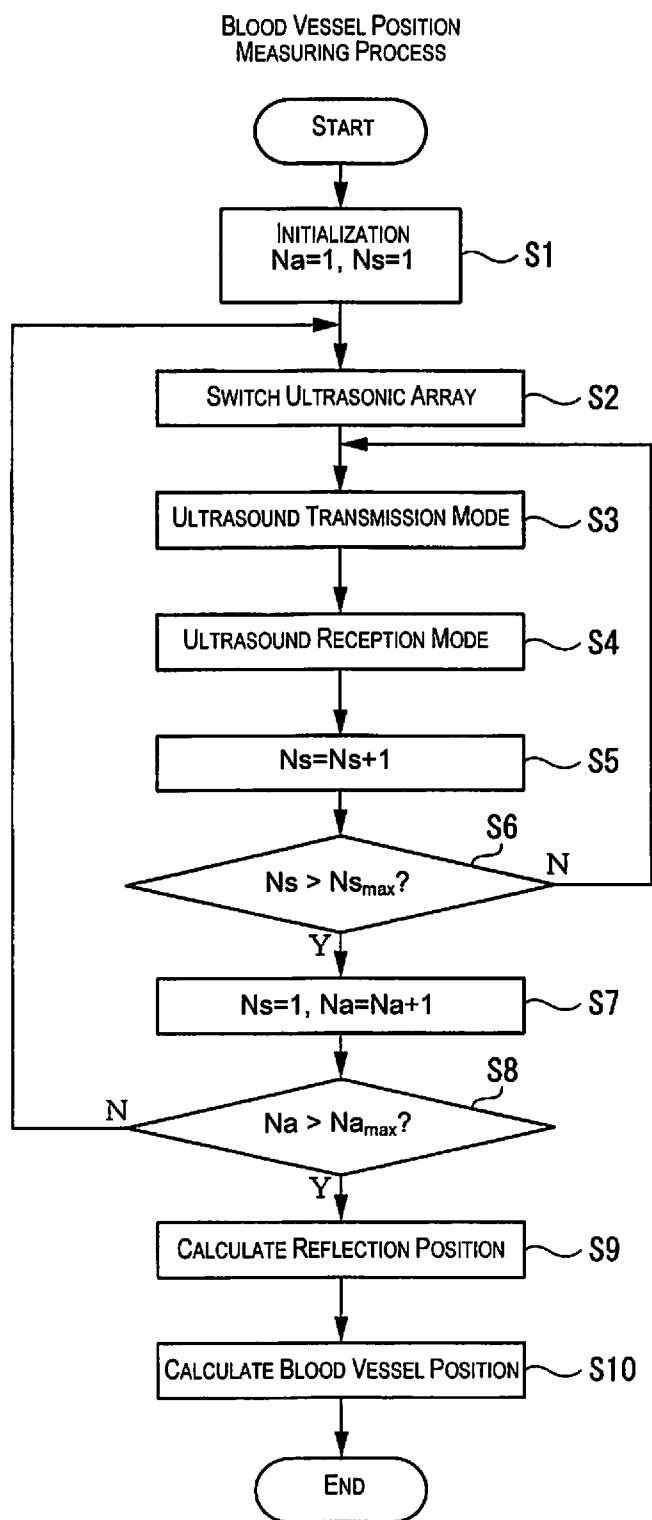 BLOOD VESSEL POSITION
MEASURING PROCESS
START
INITIALIZATION
Na=1, Ns=1
S1
SWITCH ULTRASONIC ARRAY
S2
ULTRASOUND TRANSMISSION MODE
S3
ULTRASOUND RECEPTION MODE
S4
Ns=Ns+1
S5
S6
Ns > Nsmax?
N
Y
Ns=1, Na=Na+1
S7
S8
N
Na > Namax?
Y
CALCULATE REFLECTION POSITION
S9
CALCULATE BLOOD VESSEL POSITION
S10
END